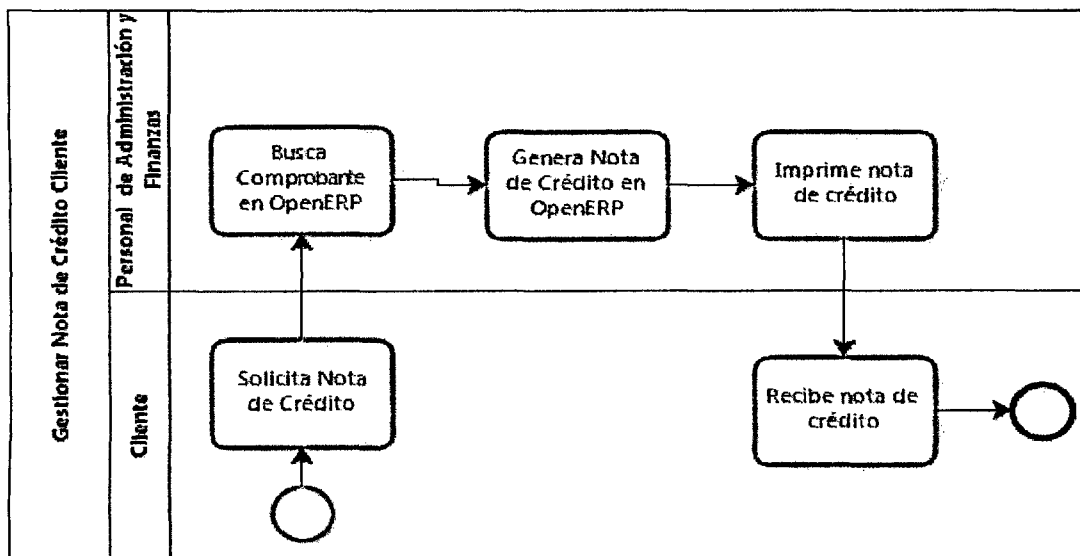 Gestionar Nota de Crédito Cliente
Personal de Administración y
Finanzas
Busca
Comprobante
en OpenERP
Genera Nota
de Crédito en
OpenERP
Imprime nota
de crédito
Cliente
Solicita Nota
de Crédito
Recibe nota de
crédito